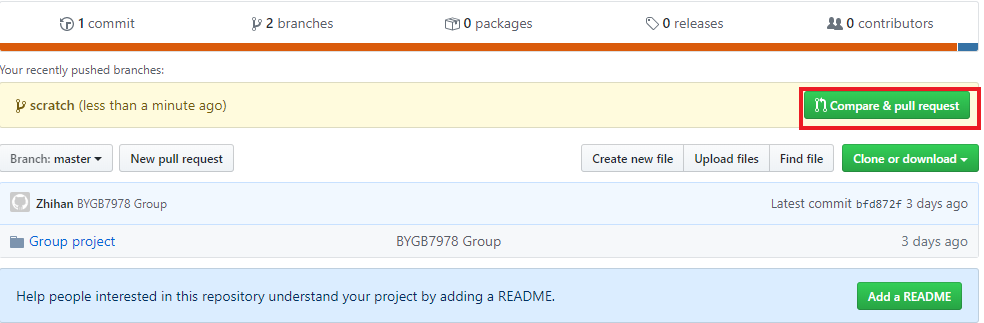 1 commit 2 branches 0 packages 0 releases 0 contributors
Your recently pushed branches:
scratch (less than a minute ago) Compare & pull request
Branch: master New pull request Create new file Upload files Find file Clone or download
Zhihan BYGB7978 Group Latest commit bfd872f 3 days ago
Group project BYGB7978 Group 3 days ago
Help people interested in this repository understand your project by adding a README. Add a README